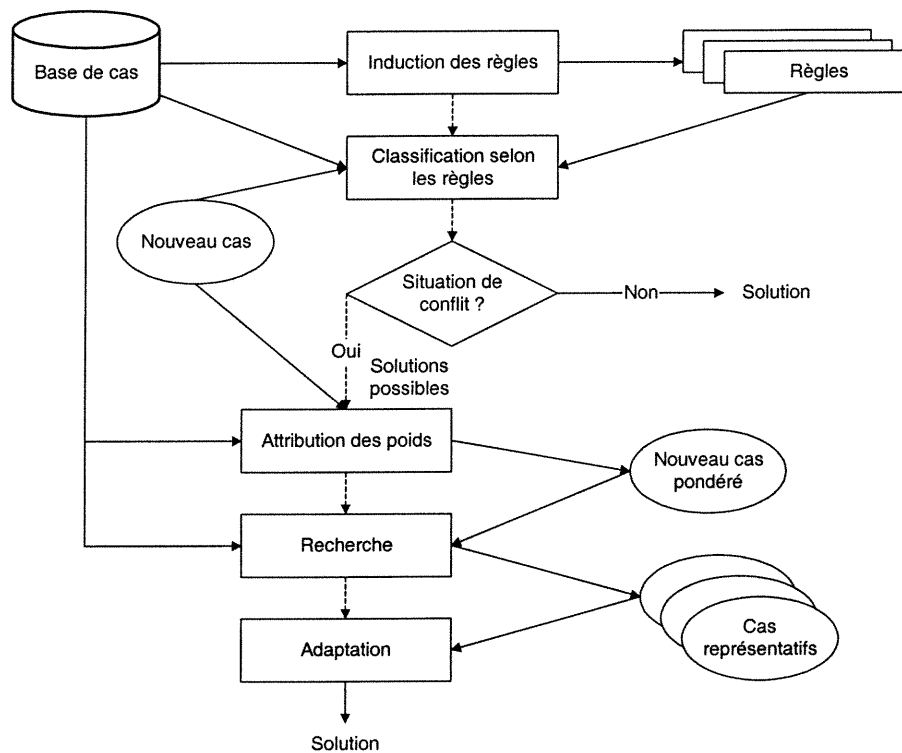 Base de cas
Induction des règles
Règles
Classification selon
les règles
Nouveau cas
Situation de
conflit ?
Non
Solution
Oui
Solutions
possibles
Attribution des poids
Nouveau cas
pondéré
Recherche
Cas
représentatifs
Adaptation
Solution